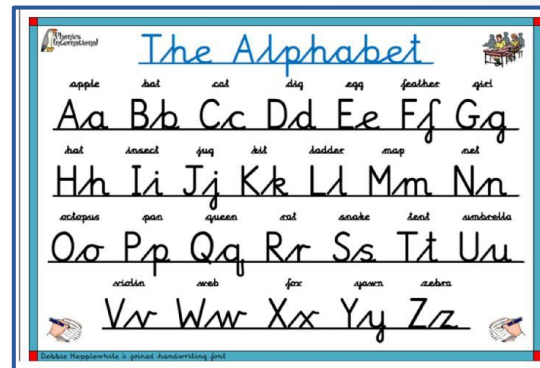 Phonics
International
The Alphabet
apple bat cat dig egg feather girl
Aa Bb Cc Dd Ee Ff Gg
hat insect jug kit ladder map net
Hh Ii Jj Kk Ll Mm Nn
octopus pan queen rat snake tent umbrella
Oo Pp Qq Rr Ss Tt Uu
violin web fox yawn zebra
Vv Ww Xx Yy Zz
Debbie Hepplewhite's joined handwriting font